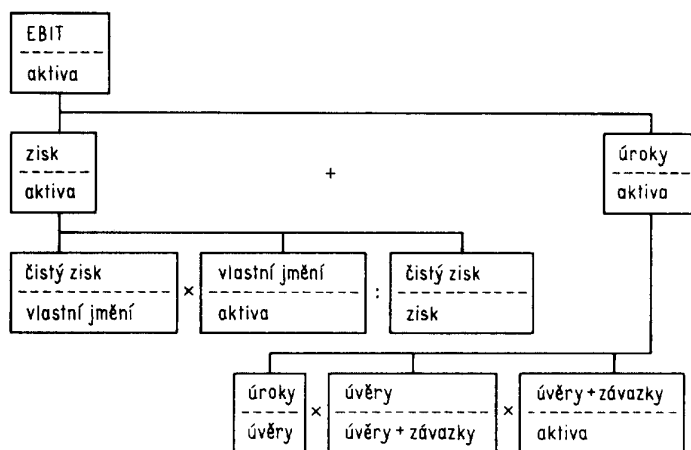 EBIT
aktiva
zisk
aktiva
+
úroky
aktiva
čistý zisk
vlastní jmění
×
vlastní jmění
aktiva
:
čistý zisk
zisk
úroky
úvěry
×
úvěry
úvěry + závazky
×
úvěry + závazky
aktiva